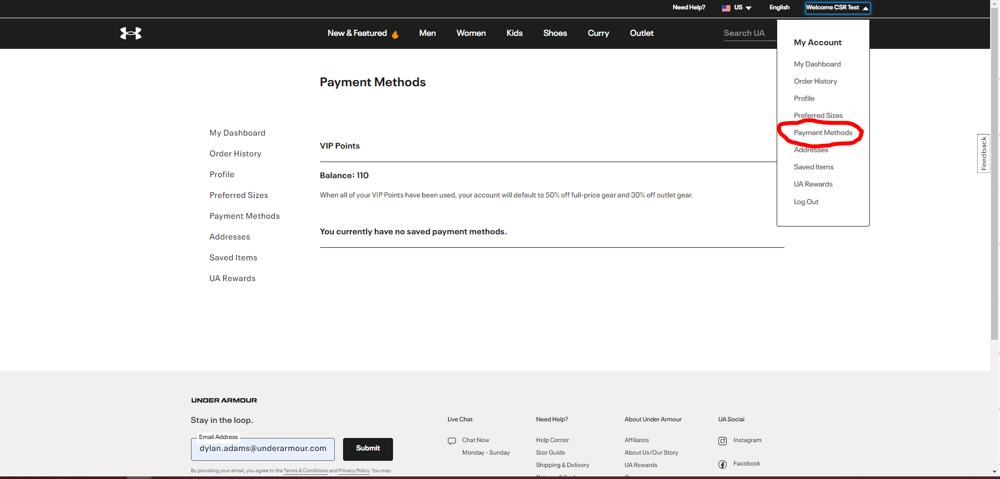 Need Help?
US
English
Welcome CSR Test
New & Featured
Men
Women
Kids
Shoes
Curry
Outlet
Search UA
My Account
My Dashboard
Order History
Profile
Preferred Sizes
Payment Methods
Addresses
Saved Items
UA Rewards
Log Out
Payment Methods
My Dashboard
Order History
Profile
Preferred Sizes
Payment Methods
Addresses
Saved Items
UA Rewards
VIP Points
Balance: 110
When all of your VIP Points have been used, your account will default to 50% off full-price gear and 30% off outlet gear.
You currently have no saved payment methods.
Feedback
UNDER ARMOUR
Stay in the loop.
Email Address
dylan.adams@underarmour.com
Submit
By providing your email, you agree to the Terms & Conditions and Privacy Policy. You may
Live Chat
Chat Now
Monday - Sunday
Need Help?
Help Center
Size Guide
Shipping & Delivery
About Under Armour
Affiliates
About Us/Our Story
UA Rewards
UA Social
Instagram
Facebook